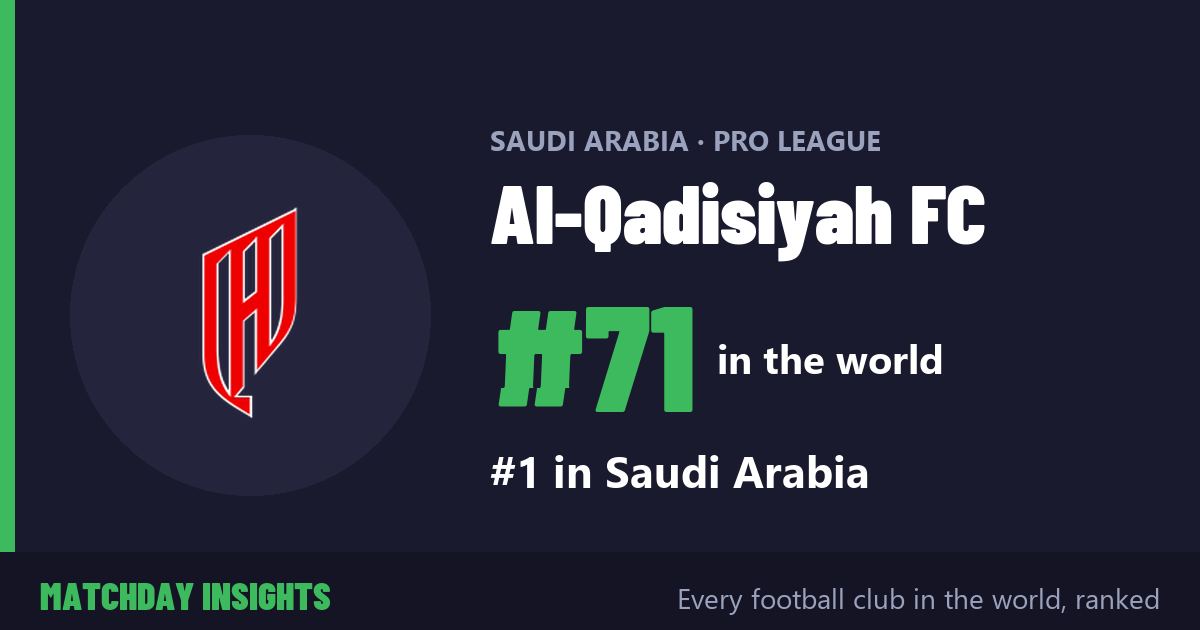 SAUDI ARABIA · PRO LEAGUE
Al-Qadisiyah FC
#71 in the world
#1 in Saudi Arabia
MATCHDAY INSIGHTS
Every football club in the world, ranked